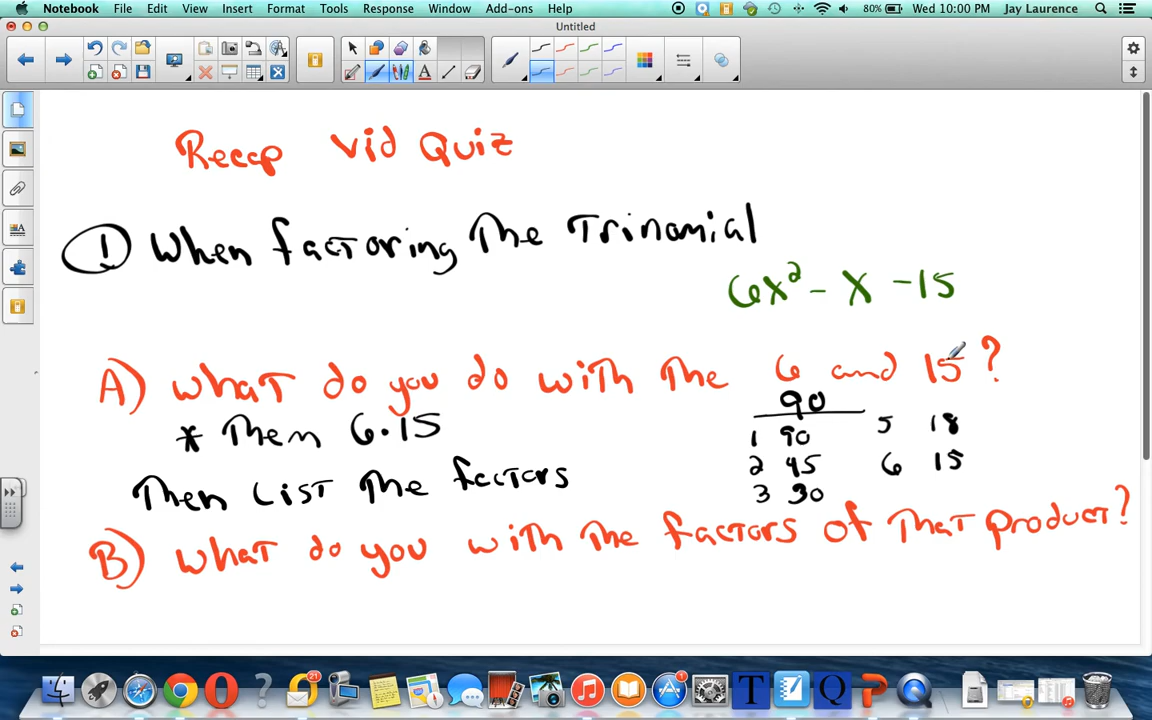 Notebook File Edit View Insert Format Tools Response Window Add-ons Help 80% Wed 10:00 PM Jay Laurence
Untitled
Recap Vid Quiz
1 When factoring The Trinomial
6x² - x - 15
A) what do you do with The 6 and 15?
* Them 6·15
90
1 90 5 18
2 45 6 15
3 30
Then List The factors
B) what do you with The factors of That product?
21